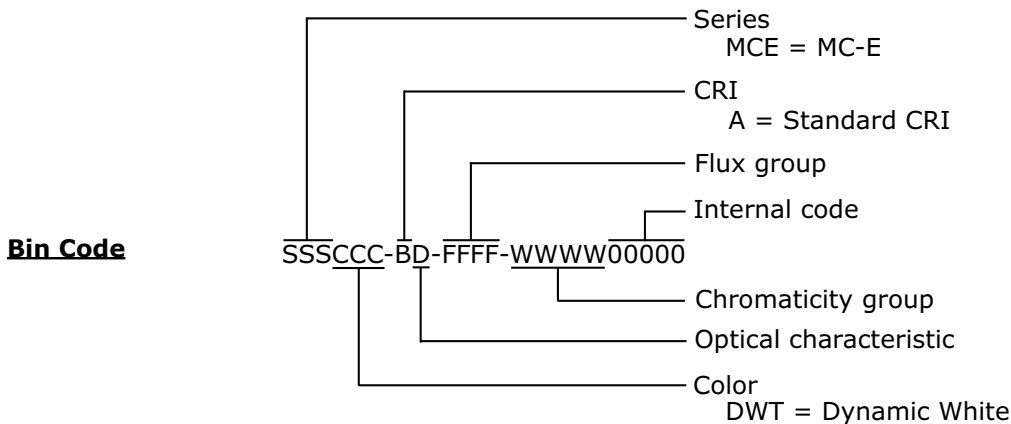 Series
MCE = MC-E
CRI
A = Standard CRI
Flux group
Internal code
Bin Code
SSSCCC-BD-FFFF-WWWW00000
Chromaticity group
Optical characteristic
Color
DWT = Dynamic White